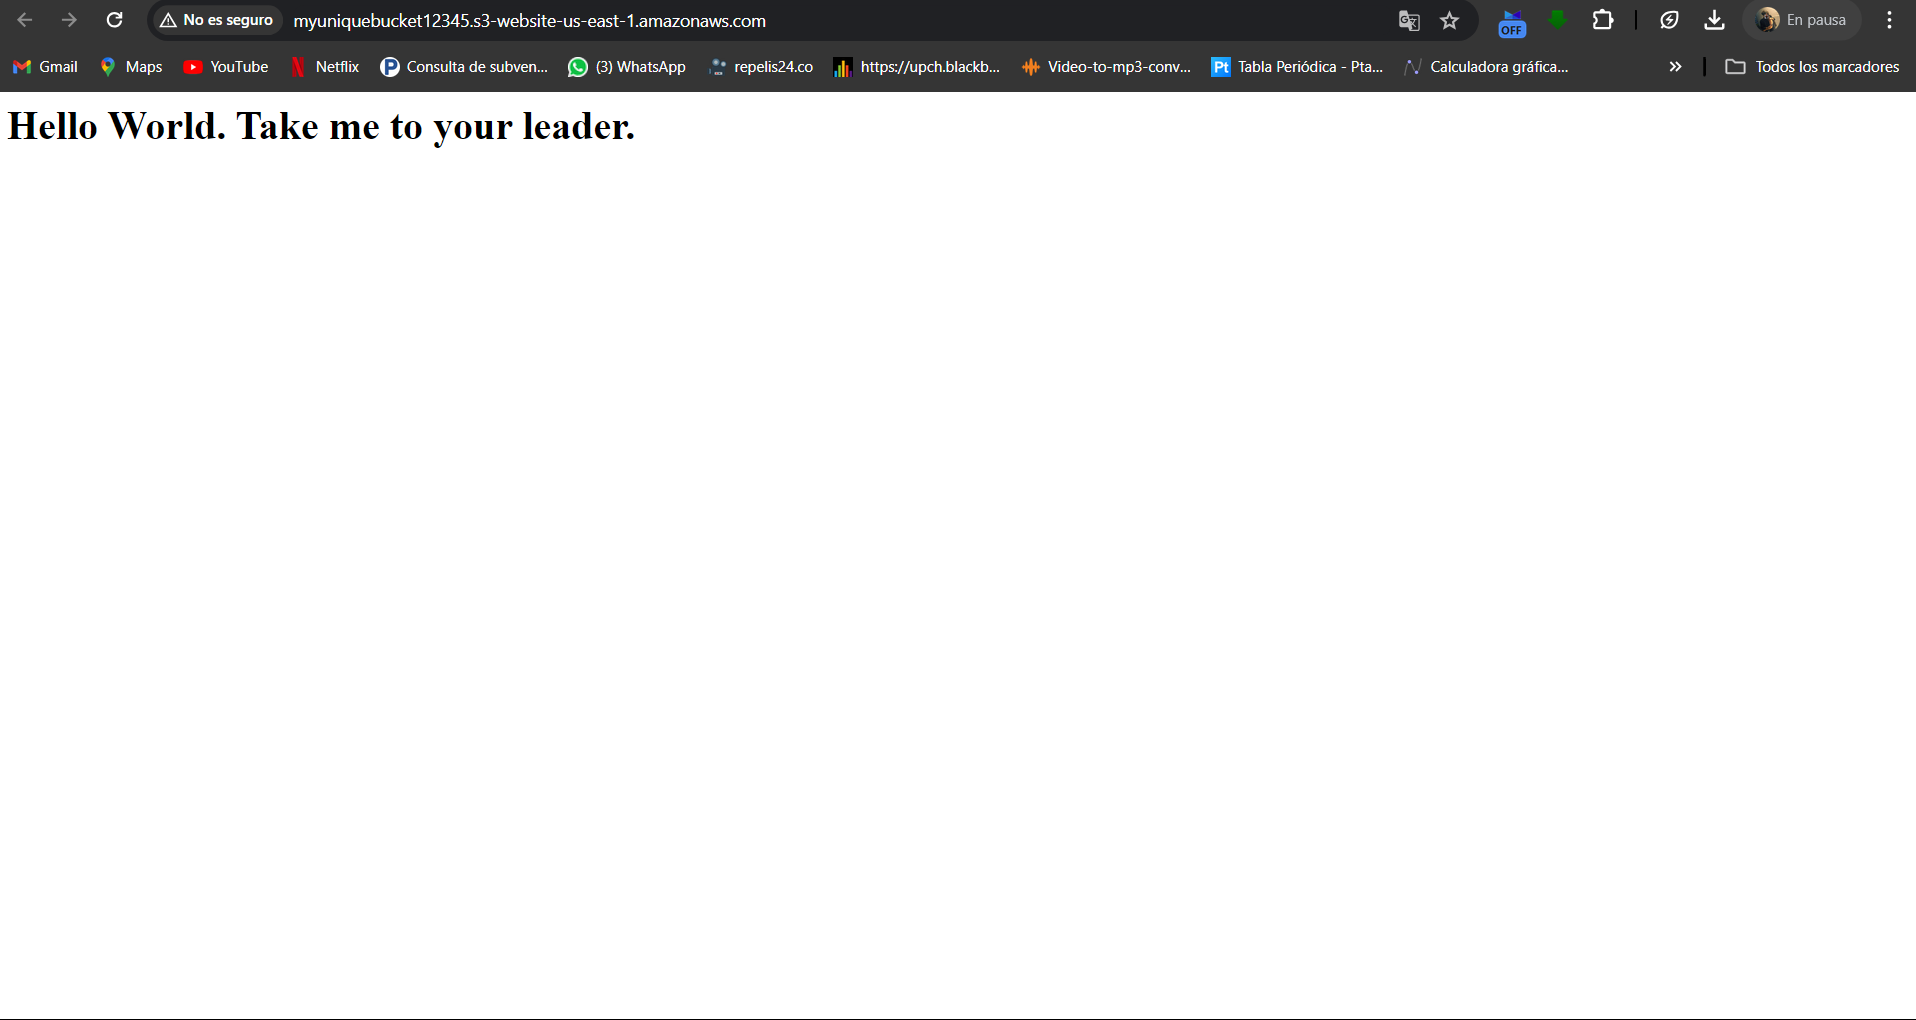 No es seguro myuniquebucket12345.s3-website-us-east-1.amazonaws.com OFF En pausa
Gmail Maps YouTube Netflix P Consulta de subven... (3) WhatsApp repelis24.co https://upch.blackb... Video-to-mp3-conv... Pt Tabla Periódica - Pta... Calculadora gráfica... » Todos los marcadores
Hello World. Take me to your leader.